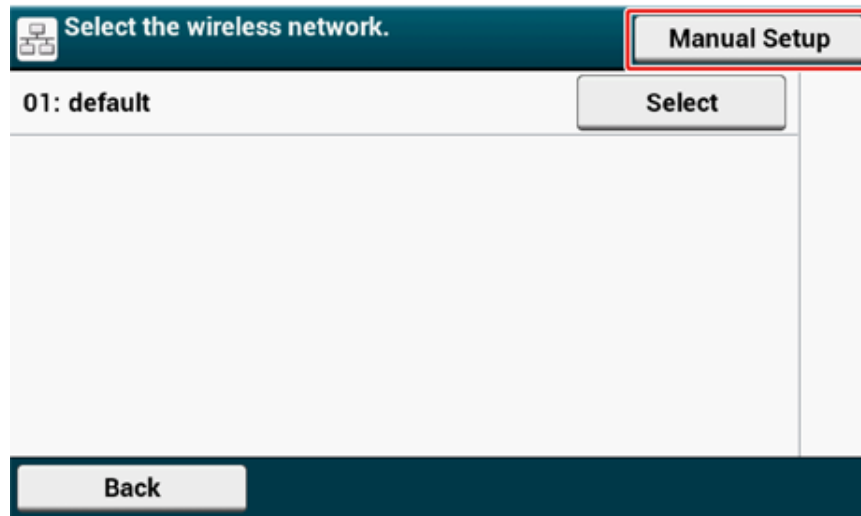 Select the wireless network.
Manual Setup
01: default
Select
Back